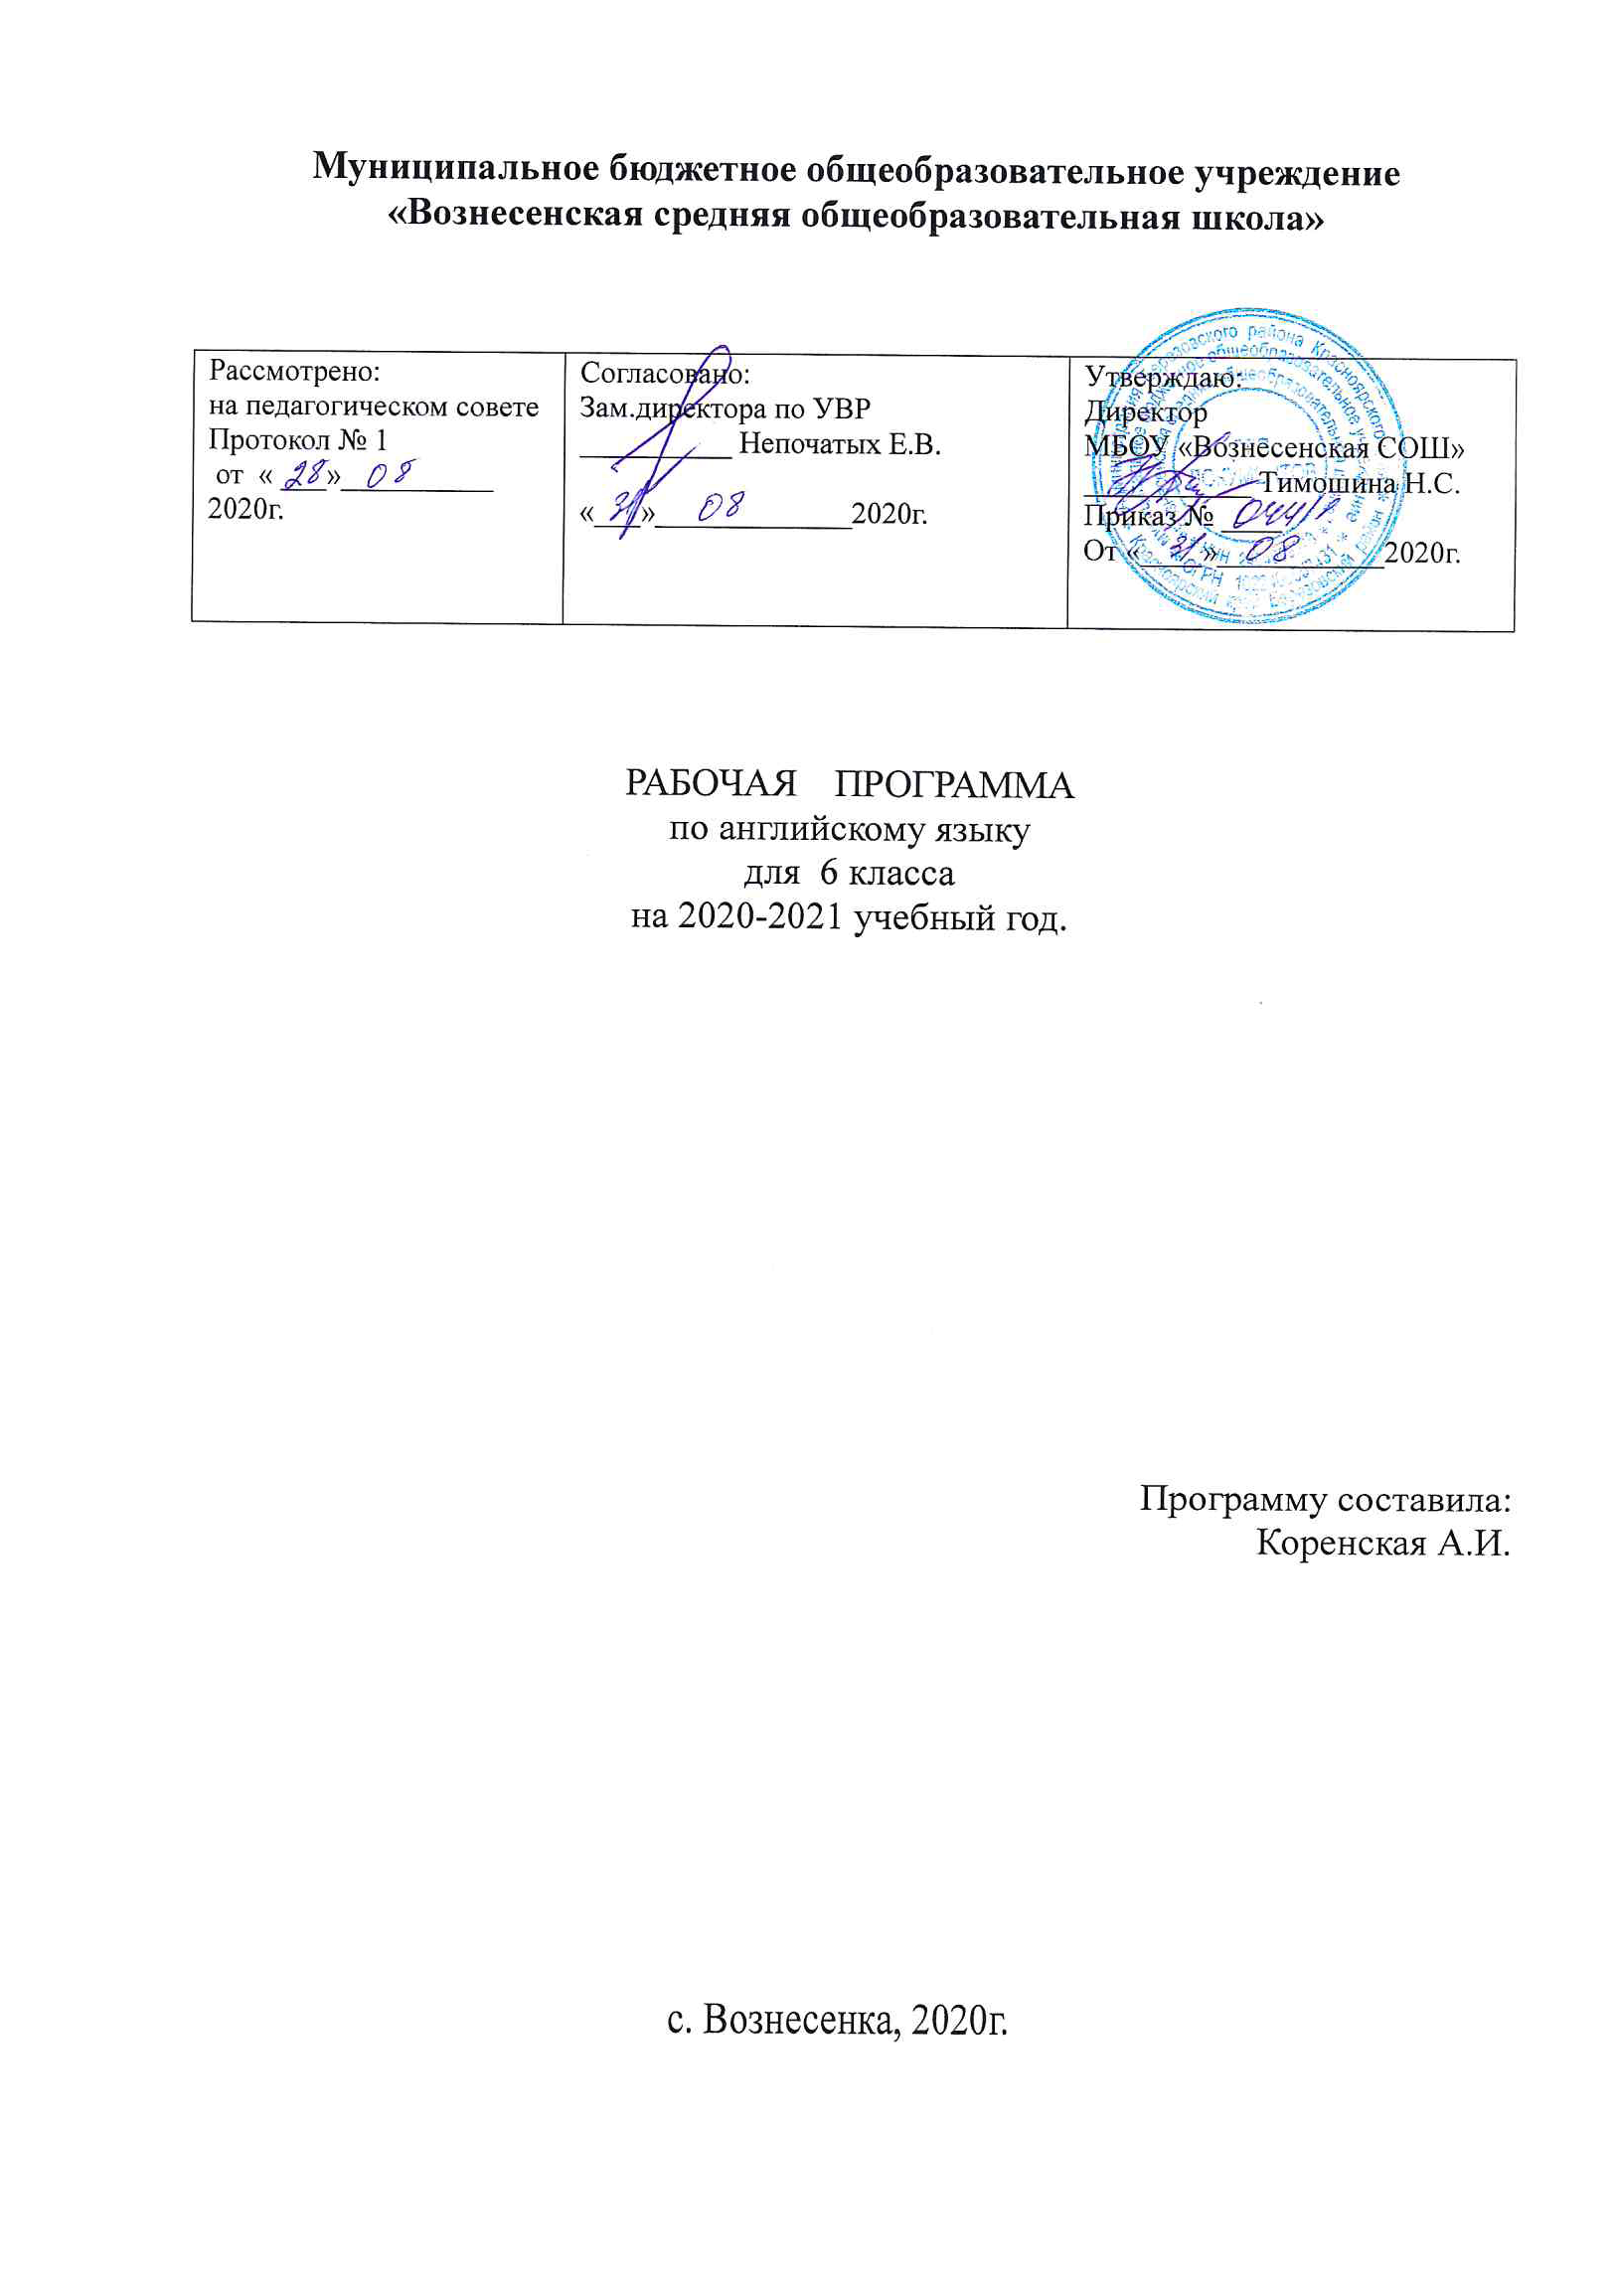 Муниципальное бюджетное общеобразовательное учреждение
«Вознесенская средняя общеобразовательная школа»
Рассмотрено:
на педагогическом совете
Протокол № 1
от « 28 » 08
2020г.
Согласовано:
Зам.директора по УВР
Непочатых Е.В.
« 31 » 08 2020г.
Утверждаю:
Директор
МБОУ «Вознесенская СОШ»
Тимошина Н.С.
Приказ №
От « 31 » 08 2020г.
РАБОЧАЯ ПРОГРАММА
по английскому языку
для 6 класса
на 2020-2021 учебный год.
Программу составила:
Коренская А.И.
с. Вознесенка, 2020г.